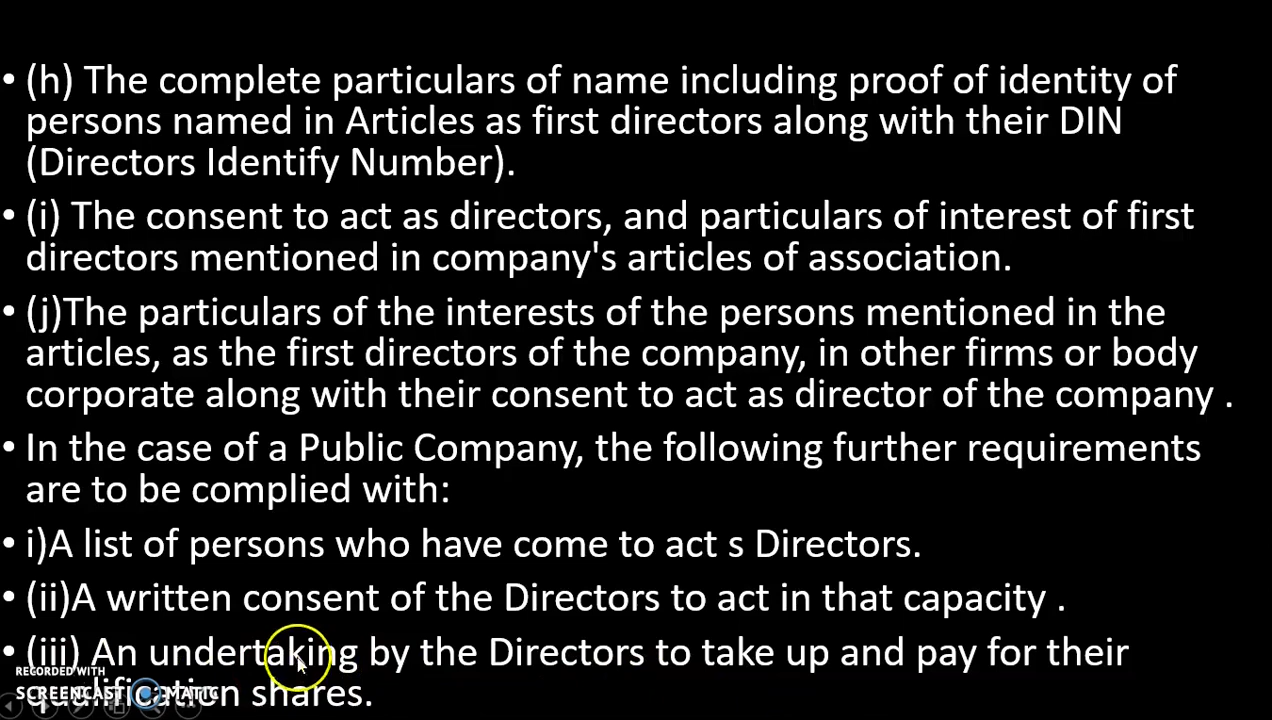 • (h) The complete particulars of name including proof of identity of
persons named in Articles as first directors along with their DIN
(Directors Identify Number).
• (i) The consent to act as directors, and particulars of interest of first
directors mentioned in company's articles of association.
• (j)The particulars of the interests of the persons mentioned in the
articles, as the first directors of the company, in other firms or body
corporate along with their consent to act as director of the company .
• In the case of a Public Company, the following further requirements
are to be complied with:
• i)A list of persons who have come to act s Directors.
• (ii)A written consent of the Directors to act in that capacity .
• (iii) An undertaking by the Directors to take up and pay for their
RECORDED WITH
qualification shares.
SCREENCAST MATIC